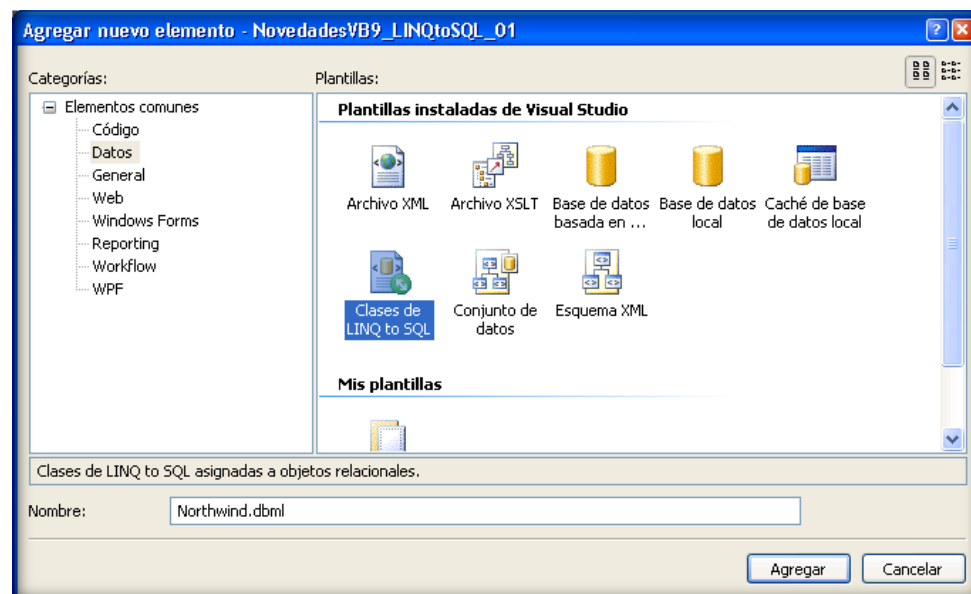 Agregar nuevo elemento - NovedadesVB9_LINQtoSQL_01
Categorías:
Plantillas:
Elementos comunes
Código
Datos
General
Web
Windows Forms
Reporting
Workflow
WPF
Plantillas instaladas de Visual Studio
Archivo XML
Archivo XSLT
Base de datos
basada en ...
Base de datos
local
Caché de base
de datos local
Clases de
LINQ to SQL
Conjunto de
datos
Esquema XML
Mis plantillas
Clases de LINQ to SQL asignadas a objetos relacionales.
Nombre:
Northwind.dbml
Agregar
Cancelar